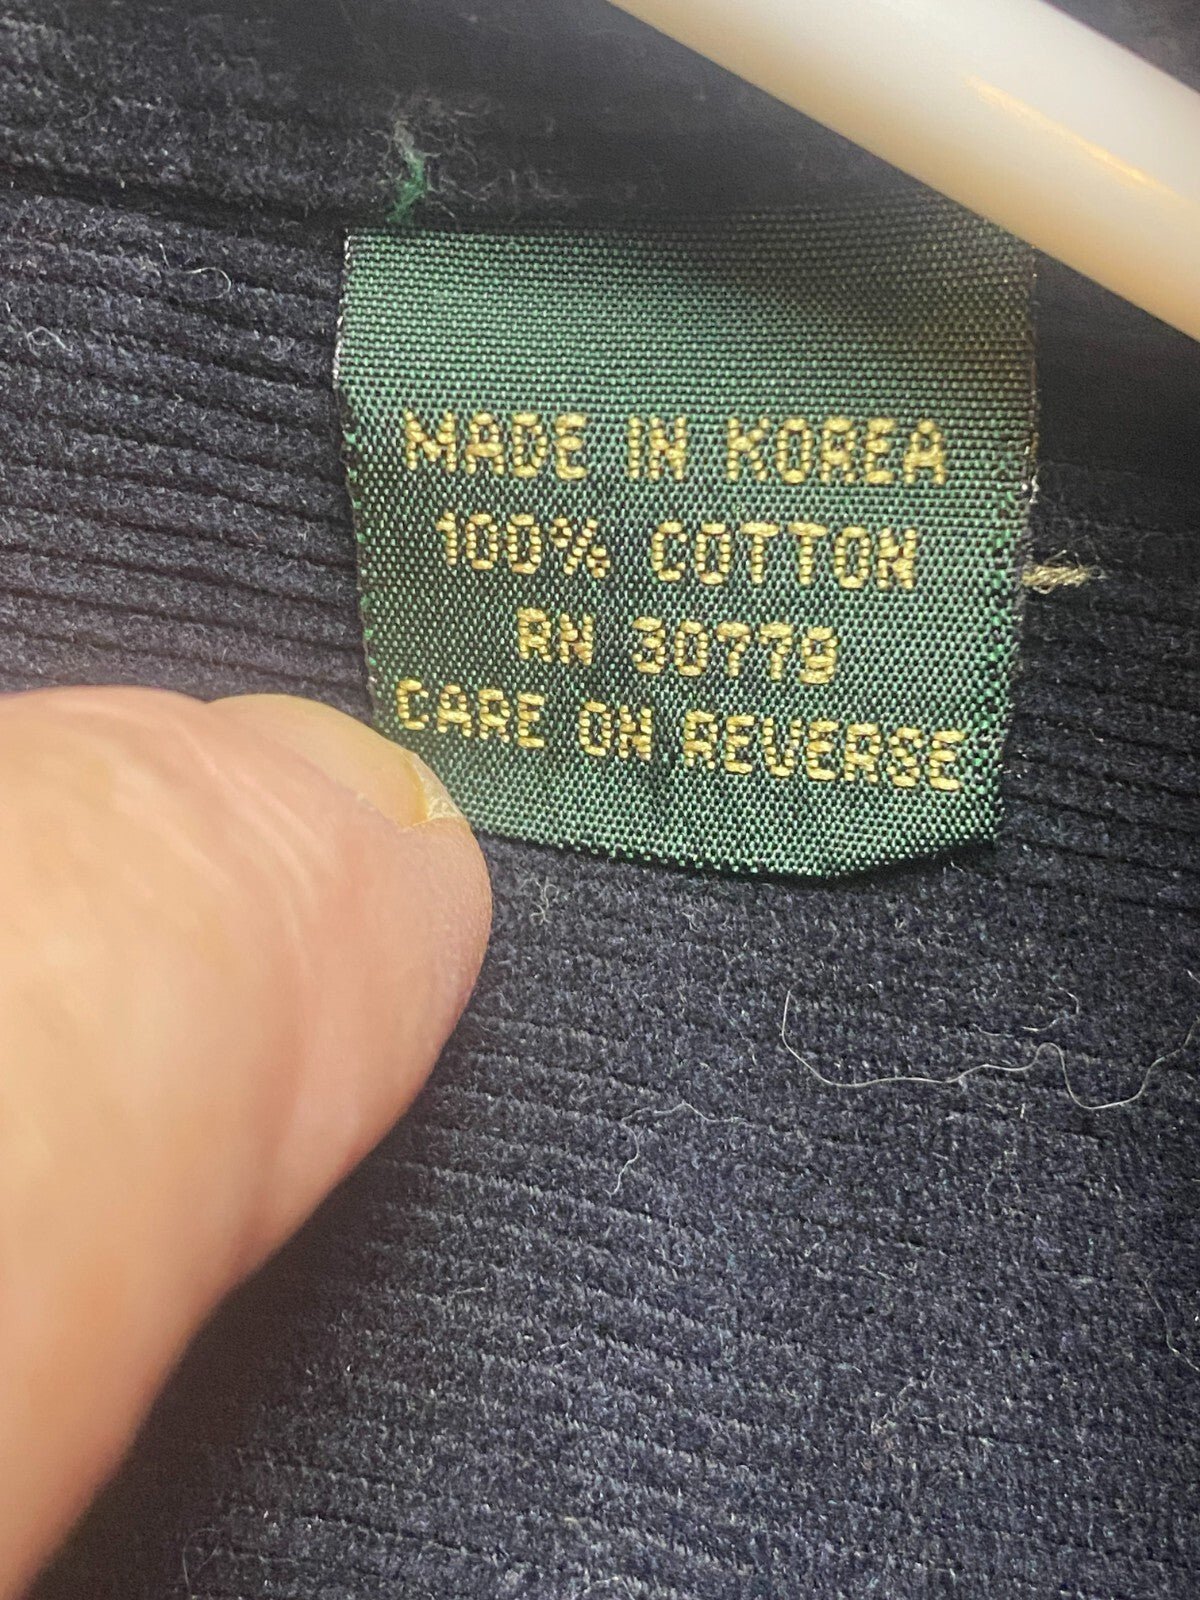 MADE IN KOREA
100% COTTON
RN 30779
CARE ON REVERSE